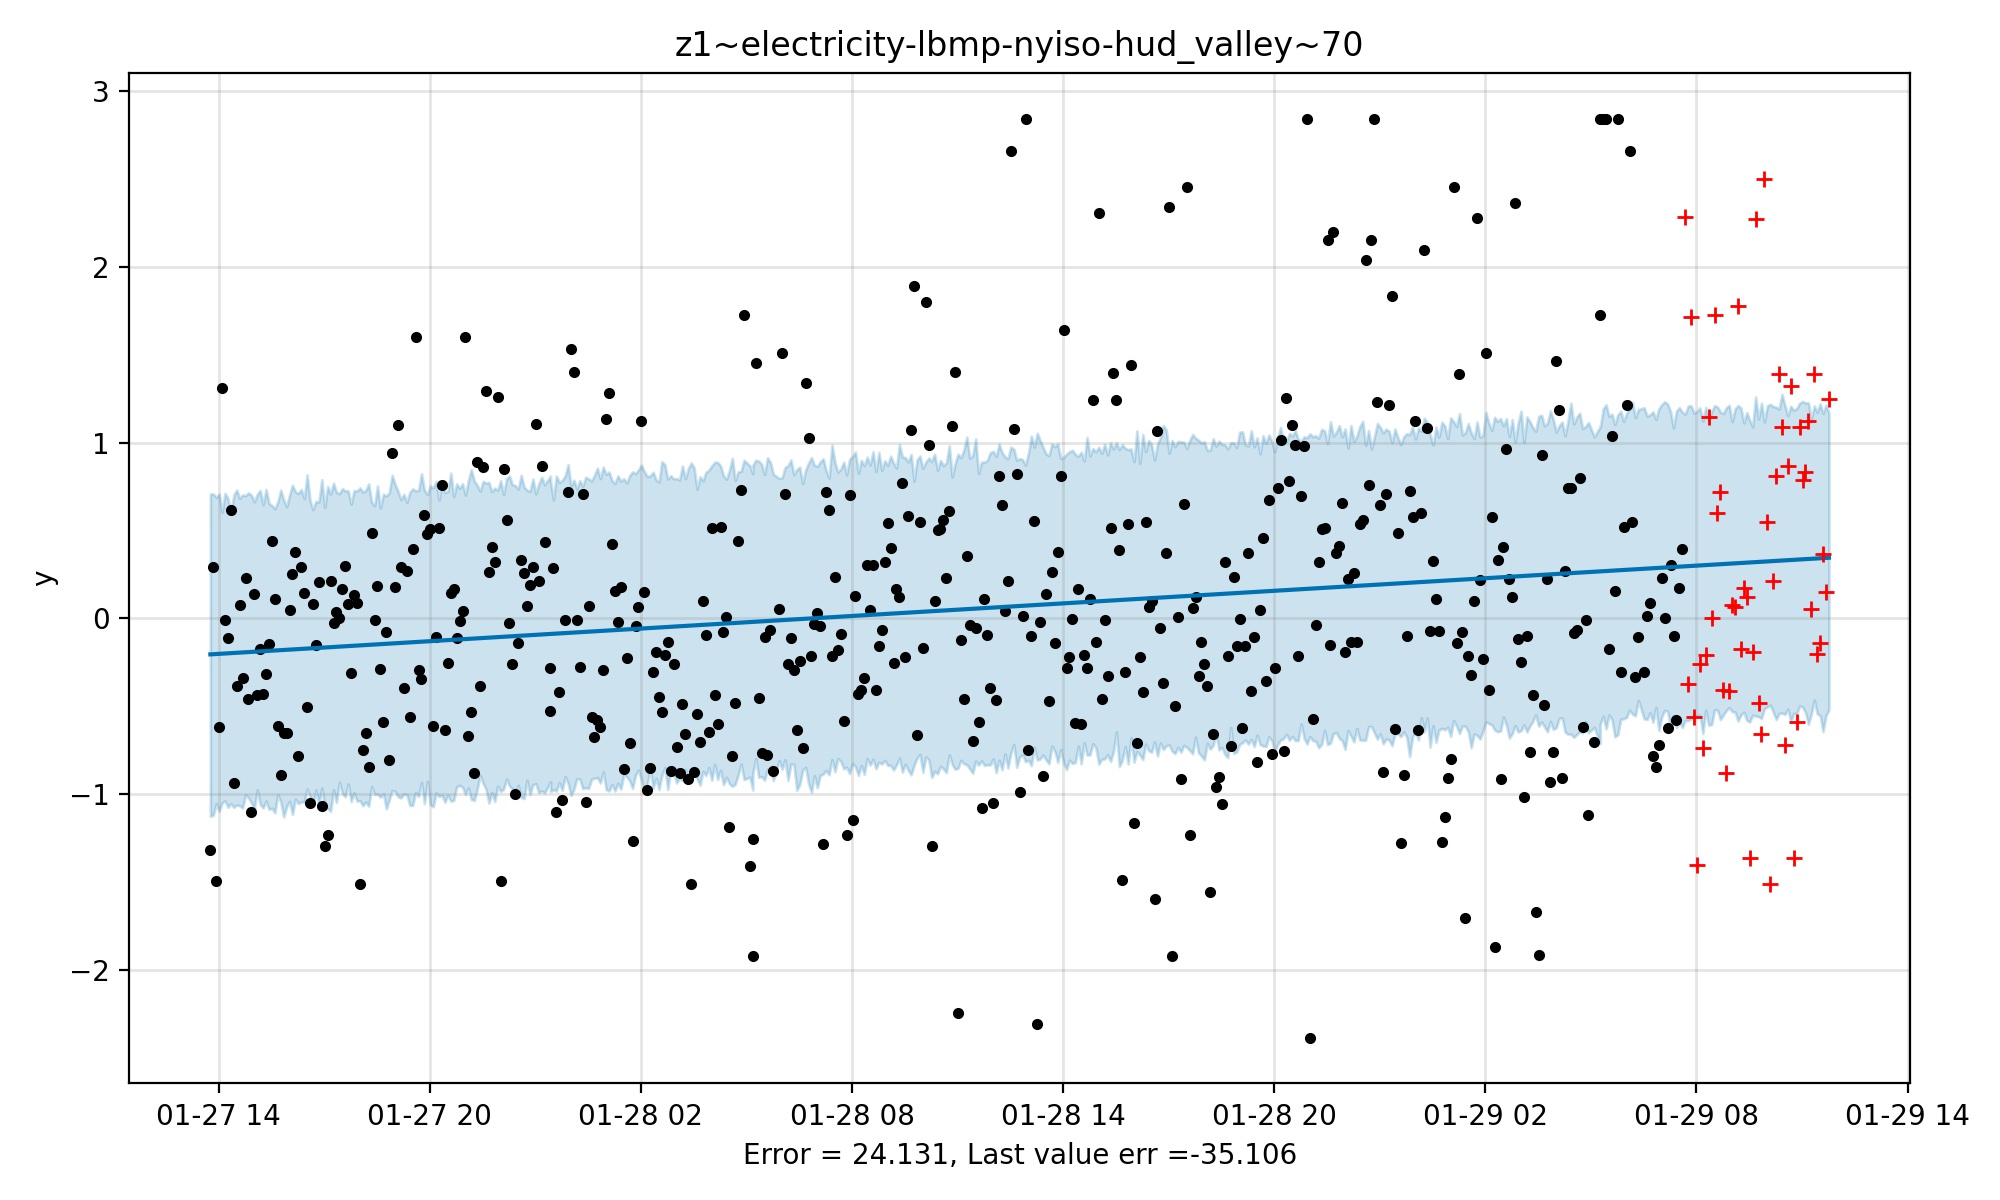 z1~electricity-lbmp-nyiso-hud_valley~70
3
2
1
0
−1
−2
y
01-27 14 01-27 20 01-28 02 01-28 08 01-28 14 01-28 20 01-29 02 01-29 08 01-29 14
Error = 24.131, Last value err =-35.106